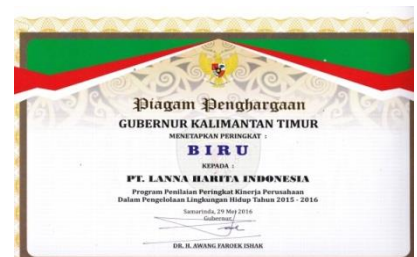 Piagam Penghargaan
GUBERNUR KALIMANTAN TIMUR
MENETAPKAN PERINGKAT :
BIRU
KEPADA :
PT. LANNA HARITA INDONESIA
Program Penilaian Peringkat Kinerja Perusahaan
Dalam Pengelolaan Lingkungan Hidup Tahun 2015 - 2016
Samarinda, 29 Mei 2016
Gubernur
DR. H. AWANG FAROEK ISHAK